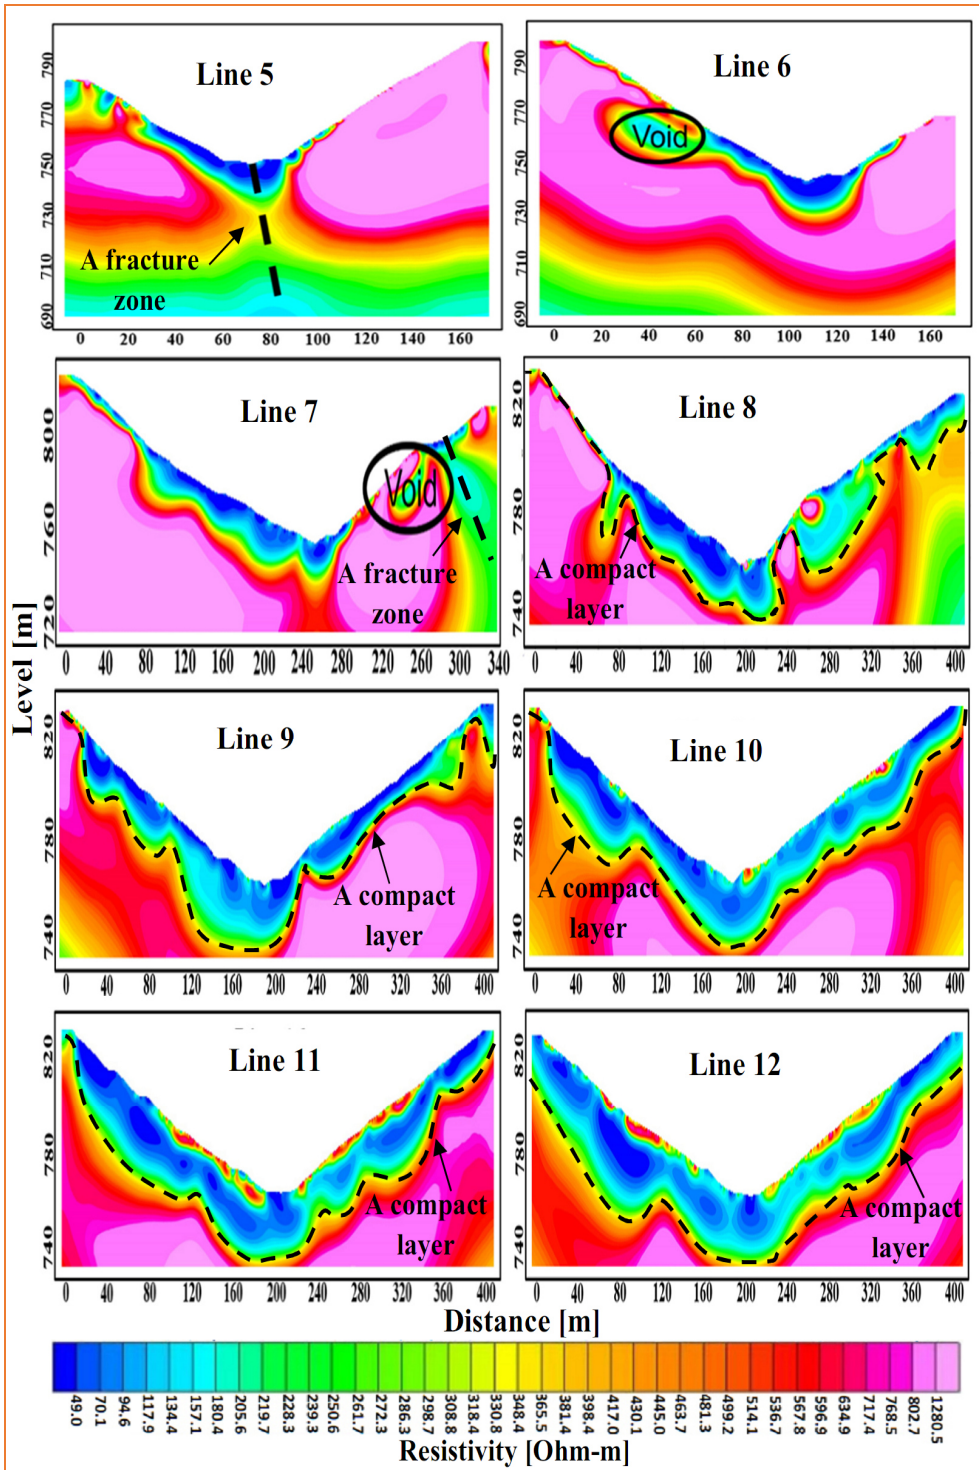 Line 5
790
770
750
730
710
690
A fracture
zone
0 20 40 60 80 100 120 140 160
Line 6
790
770
750
730
710
690
Void
0 20 40 60 80 100 120 140 160
Line 7
800
760
720
Void
A fracture
zone
0 40 80 120 160 200 280 220 240 260 300 340
Line 8
820
780
740
A compact
layer
0 40 80 120 160 200 240 280 320 360 400
Level [m]
Line 9
820
780
740
A compact
layer
0 40 80 120 160 200 240 280 320 360 400
Line 10
820
780
740
A compact
layer
0 40 80 120 160 200 240 280 320 360 400
Line 11
820
780
740
A compact
layer
0 40 80 120 160 200 240 280 320 360 400
Line 12
820
780
740
A compact
layer
0 40 80 120 160 200 240 280 320 360 400
Distance [m]
49.0 70.1 94.6 117.9 134.4 157.1 180.4 205.6 219.7 228.3 239.3 250.6 261.7 272.3 286.3 298.7 308.8 318.4 330.8 348.4 365.5 381.4 398.4 417.0 430.1 445.0 463.7 481.3 499.2 514.1 536.7 567.8 596.9 634.9 717.4 768.5 802.7 1280.5
Resistivity [Ohm-m]